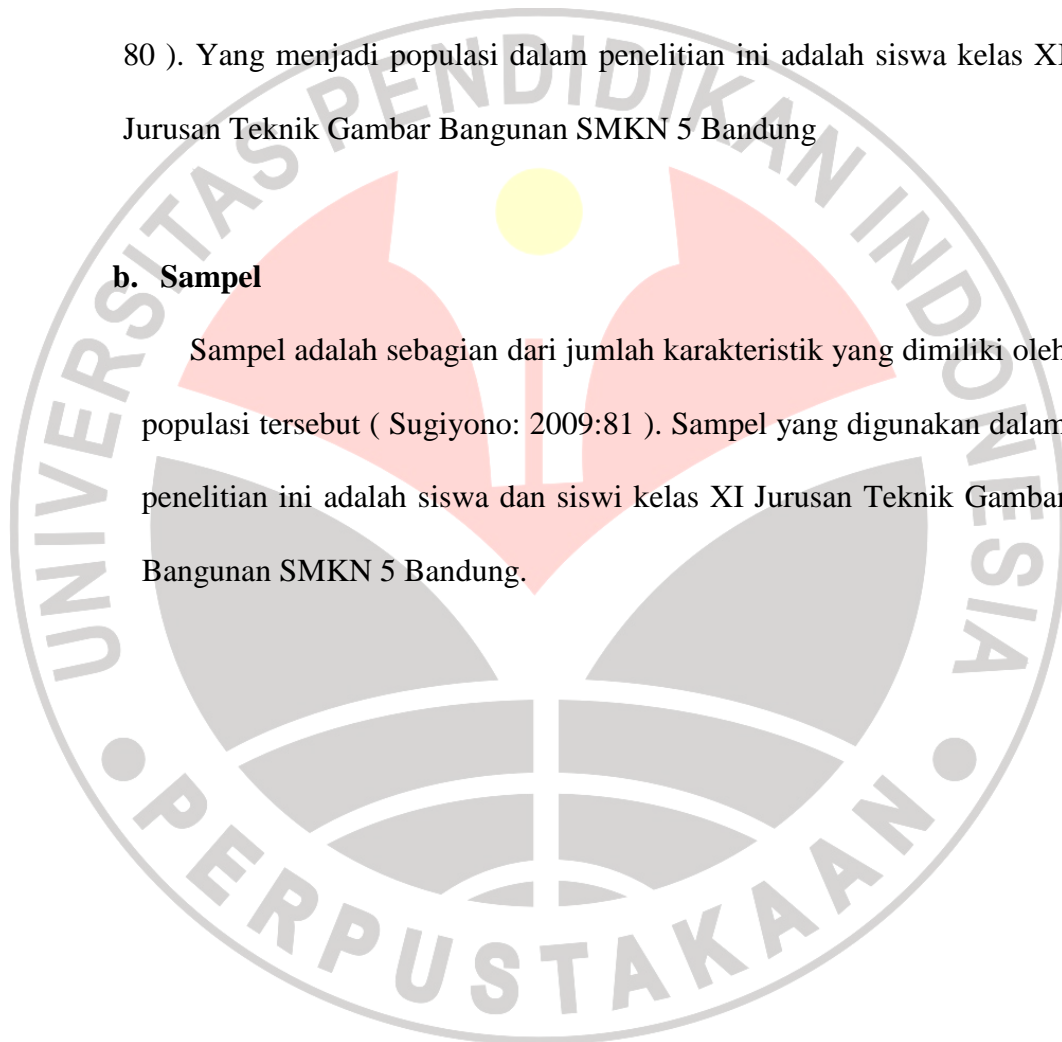 80 ). Yang menjadi populasi dalam penelitian ini adalah siswa kelas XI
Jurusan Teknik Gambar Bangunan SMKN 5 Bandung
b. Sampel
Sampel adalah sebagian dari jumlah karakteristik yang dimiliki oleh
populasi tersebut ( Sugiyono: 2009:81 ). Sampel yang digunakan dalam
penelitian ini adalah siswa dan siswi kelas XI Jurusan Teknik Gambar
Bangunan SMKN 5 Bandung.
UNIVERSITAS PENDIDIKAN INDONESIA
PERPUSTAKAAN